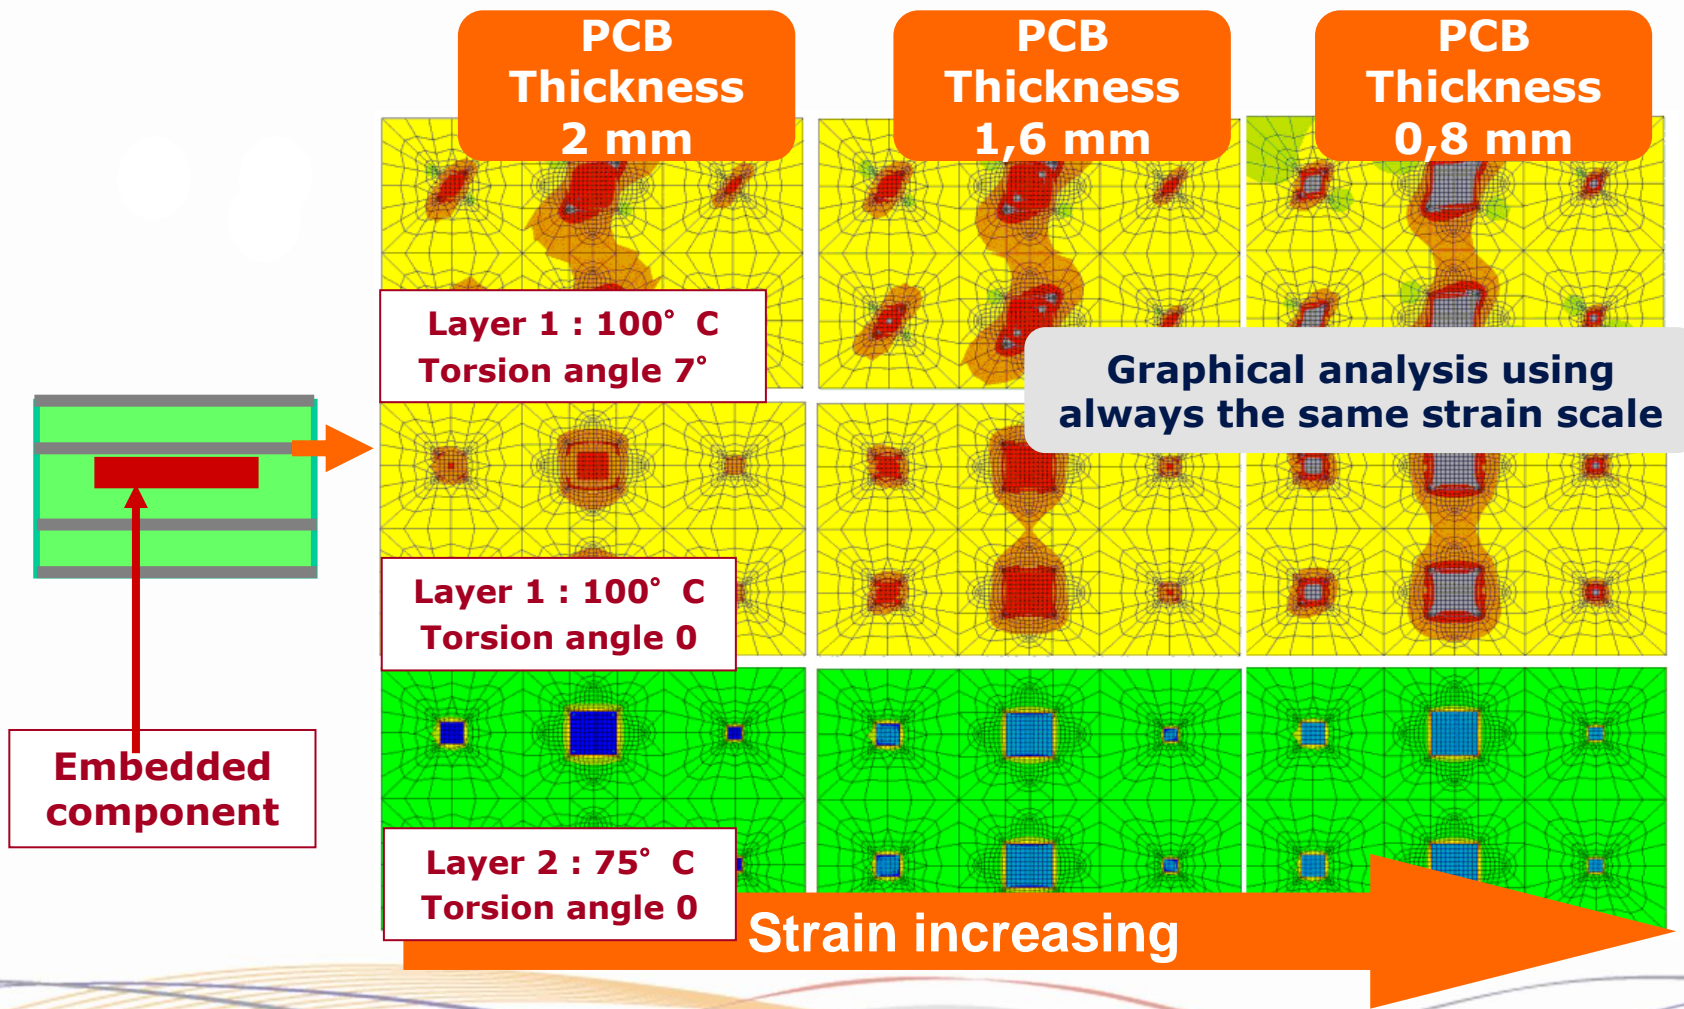 PCB
Thickness
2 mm
PCB
Thickness
1,6 mm
PCB
Thickness
0,8 mm
Layer 1 : 100° C
Torsion angle 7°
Graphical analysis using
always the same strain scale
Layer 1 : 100° C
Torsion angle 0
Embedded
component
Layer 2 : 75° C
Torsion angle 0
Strain increasing